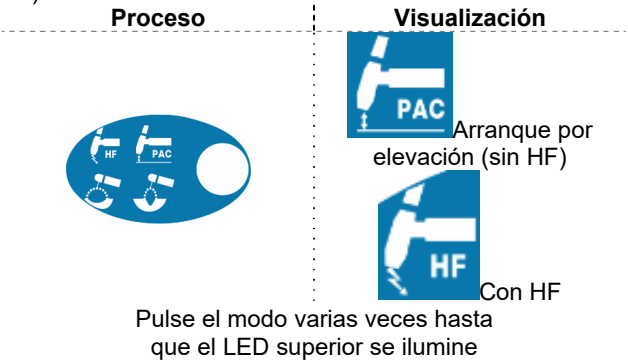 )
Proceso Visualización
PAC
Arranque por
elevación (sin HF)
HF PAC
HF
Con HF
Pulse el modo varias veces hasta
que el LED superior se ilumine